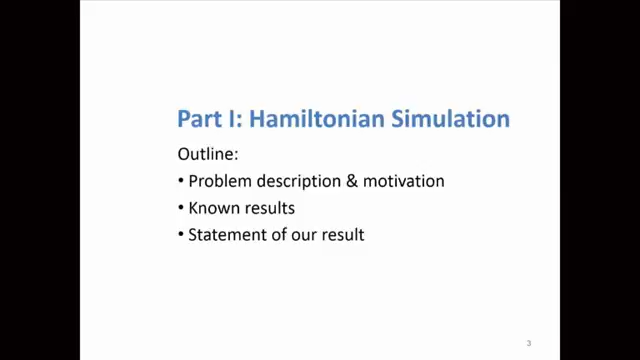 Part I: Hamiltonian Simulation
Outline:
• Problem description & motivation
• Known results
• Statement of our result
3